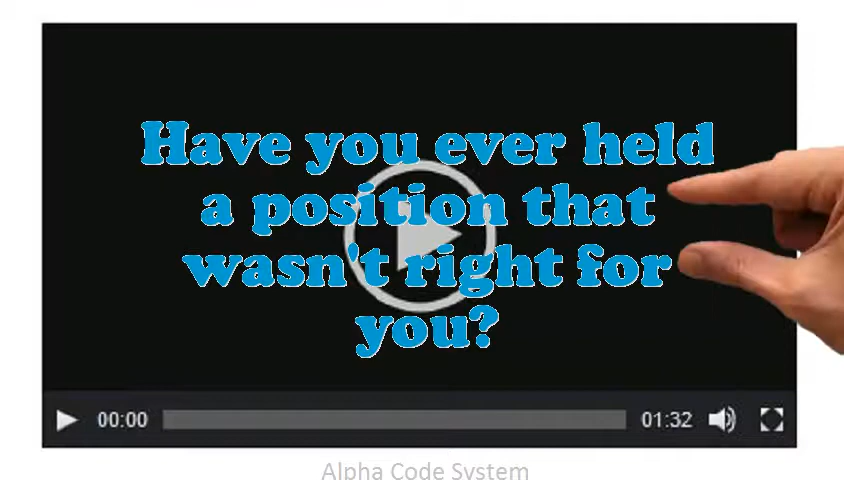 Have you ever held
a position that
wasn't right for
you?
00:00 01:32
Alpha Code System